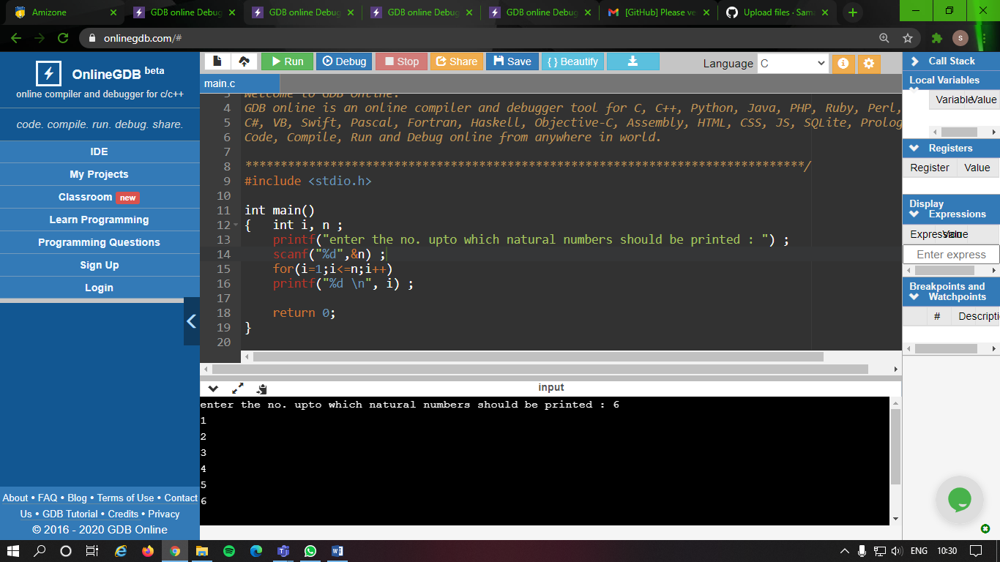 Amizone
GDB online Debug
GDB online Debug
GDB online Debug
GDB online Debug
[GitHub] Please ve
Upload files · Sama
onlinegdb.com/#
S
OnlineGDB beta
online compiler and debugger for c/c++
code. compile. run. debug. share.
IDE
My Projects
Classroom new
Learn Programming
Programming Questions
Sign Up
Login
About • FAQ • Blog • Terms of Use • Contact
Us • GDB Tutorial • Credits • Privacy
© 2016 - 2020 GDB Online
Run Debug Stop Share Save { } Beautify
Language C
main.c
3 Welcome to GDB Online.
4 GDB online is an online compiler and debugger tool for C, C++, Python, Java, PHP, Ruby, Perl,
5 C#, VB, Swift, Pascal, Fortran, Haskell, Objective-C, Assembly, HTML, CSS, JS, SQLite, Prolog
6 Code, Compile, Run and Debug online from anywhere in world.
7
8 *******************************************************************************/
9 #include <stdio.h>
10
11 int main()
12 { int i, n ;
13 printf("enter the no. upto which natural numbers should be printed : ") ;
14 scanf("%d",&n) ;
15 for(i=1;i<=n;i++)
16 printf("%d \n", i) ;
17
18 return 0;
19 }
20
input
enter the no. upto which natural numbers should be printed : 6
1
2
3
4
5
6
Call Stack
Local Variables
Variable Value
Registers
Register Value
Display
Expressions
Expression Value
Enter express
Breakpoints and
Watchpoints
# Descripti
ENG 10:30